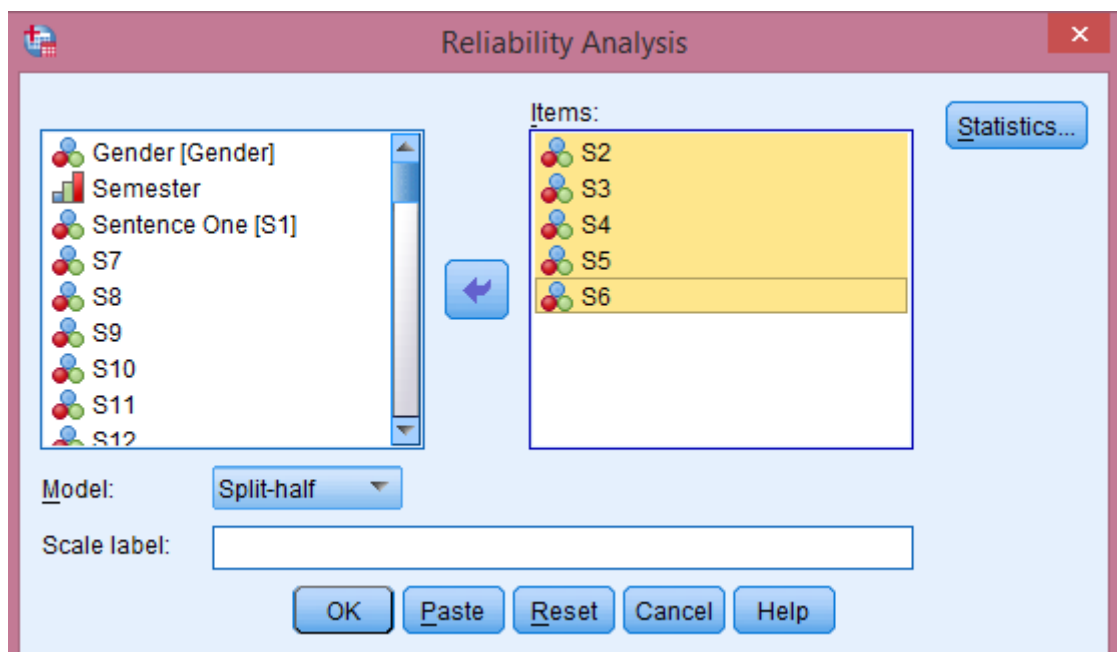 Reliability Analysis
Items:
Statistics...
Gender [Gender]
Semester
Sentence One [S1]
S7
S8
S9
S10
S11
S12
S2
S3
S4
S5
S6
Model:
Split-half
Scale label:
OK Paste Reset Cancel Help